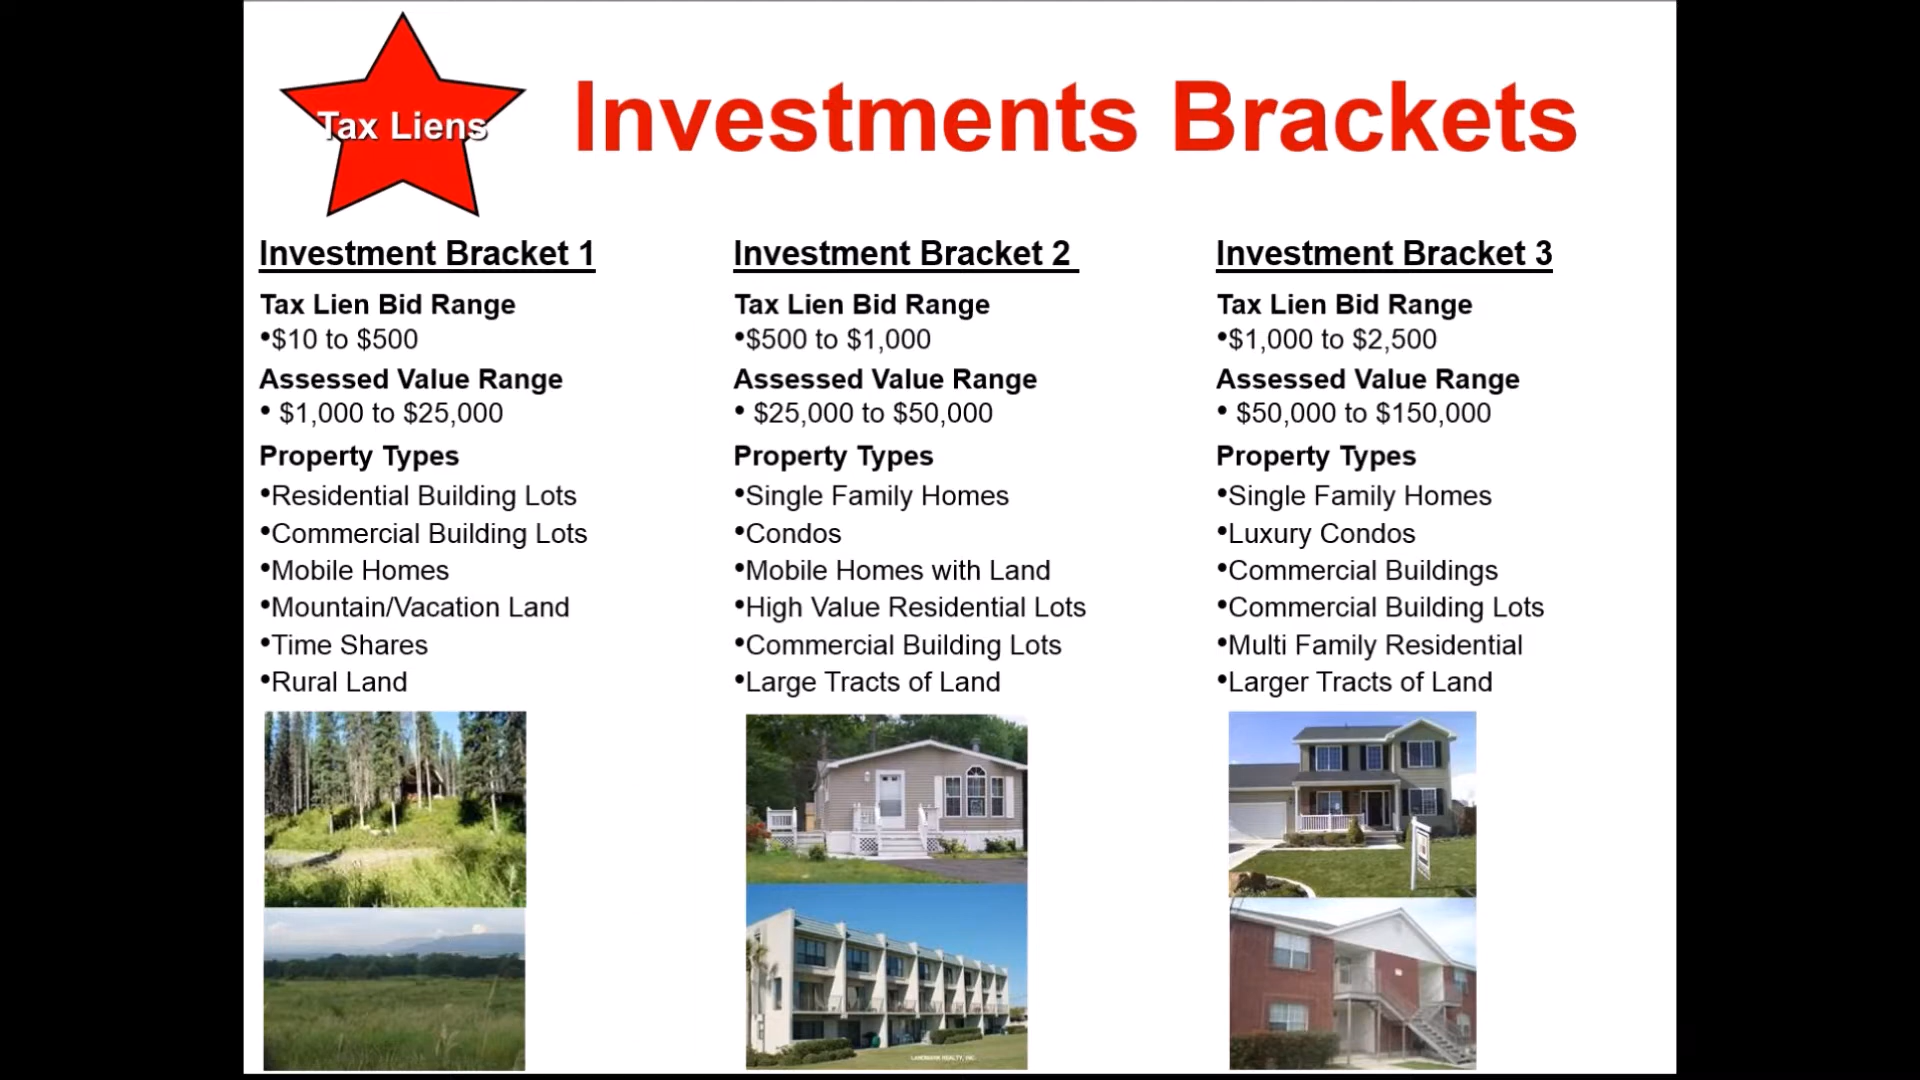 Tax Liens
Investments Brackets
Investment Bracket 1
Tax Lien Bid Range
•$10 to $500
Assessed Value Range
• $1,000 to $25,000
Property Types
•Residential Building Lots
•Commercial Building Lots
•Mobile Homes
•Mountain/Vacation Land
•Time Shares
•Rural Land
Investment Bracket 2
Tax Lien Bid Range
•$500 to $1,000
Assessed Value Range
• $25,000 to $50,000
Property Types
•Single Family Homes
•Condos
•Mobile Homes with Land
•High Value Residential Lots
•Commercial Building Lots
•Large Tracts of Land
LANDMARK REALTY, INC.
Investment Bracket 3
Tax Lien Bid Range
•$1,000 to $2,500
Assessed Value Range
• $50,000 to $150,000
Property Types
•Single Family Homes
•Luxury Condos
•Commercial Buildings
•Commercial Building Lots
•Multi Family Residential
•Larger Tracts of Land